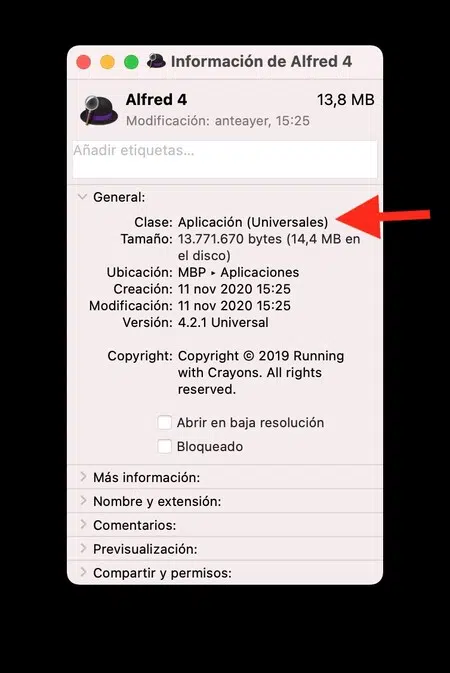 Información de Alfred 4
Alfred 4 13,8 MB
Modificación: anteayer, 15:25
Añadir etiquetas...
General:
Clase: Aplicación (Universales)
Tamaño: 13.771.670 bytes (14,4 MB en
el disco)
Ubicación: MBP ▸ Aplicaciones
Creación: 11 nov 2020 15:25
Modificación: 11 nov 2020 15:25
Versión: 4.2.1 Universal
Copyright: Copyright © 2019 Running
with Crayons. All rights
reserved.
Abrir en baja resolución
Bloqueado
Más información:
Nombre y extensión:
Comentarios:
Previsualización:
Compartir y permisos: